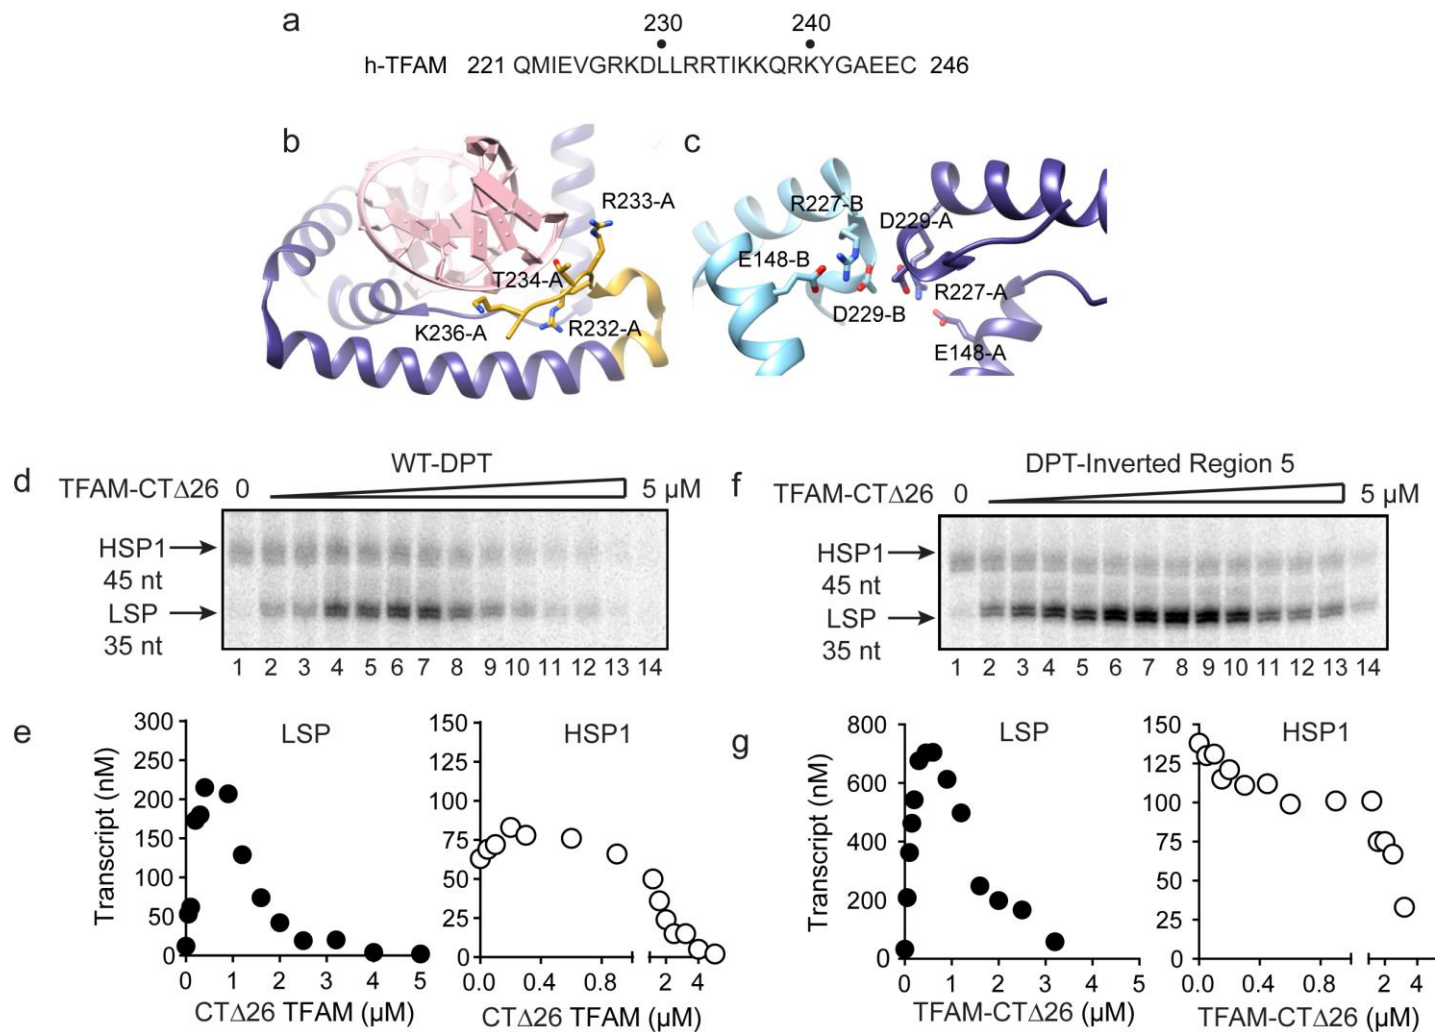 a
230 240
h-TFAM 221 QMIEVGRKDLLRRTIKKQRKYGAEEC 246
b
R233-A
T234-A
K236-A
R232-A
c
R227-B
D229-A
E148-B
D229-B
R227-A
E148-A
d
WT-DPT
TFAM-CTΔ26 0 5 µM
HSP1
45 nt
LSP
35 nt
1 2 3 4 5 6 7 8 9 10 11 12 13 14
f
DPT-Inverted Region 5
TFAM-CTΔ26 0 5 µM
HSP1
45 nt
LSP
35 nt
1 2 3 4 5 6 7 8 9 10 11 12 13 14
e
LSP
Transcript (nM)
300
250
200
150
100
50
0
0 1 2 3 4 5
CTΔ26 TFAM (µM)
HSP1
150
125
100
75
50
25
0
0.0 0.4 0.8 2 4
CTΔ26 TFAM (µM)
g
LSP
Transcript (nM)
800
600
400
200
0
0 1 2 3 4 5
TFAM-CTΔ26 (µM)
HSP1
150
125
100
75
50
25
0
0.0 0.4 0.8 2 4
TFAM-CTΔ26 (µM)